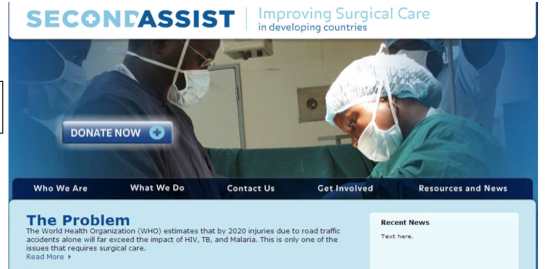 SECONDASSIST
Improving Surgical Care
in developing countries
DONATE NOW
Who We Are What We Do Contact Us Get Involved Resources and News
The Problem
The World Health Organization (WHO) estimates that by 2020 injuries due to road traffic
accidents alone will far exceed the impact of HIV, TB, and Malaria. This is only one of the
issues that requires surgical care.
Read More
Recent News
Text here.